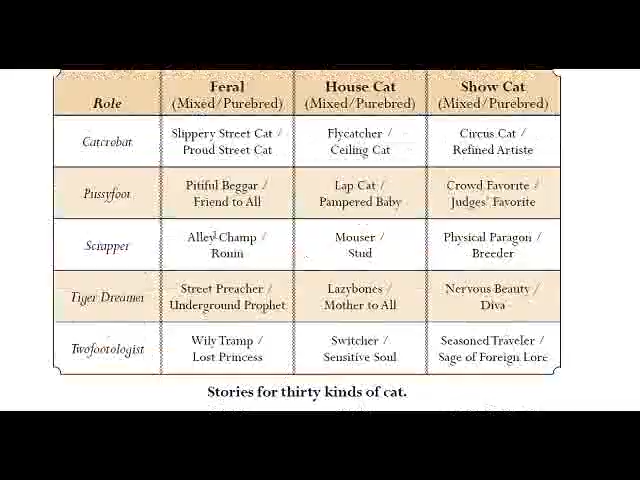 Role Feral House Cat Show Cat
(Mixed/Purebred) (Mixed/Purebred) (Mixed/Purebred)
Catcrobat Slippery Street Cat / Flycatcher / Circus Cat /
Proud Street Cat Ceiling Cat Refined Artiste
Pussyfoot Pitiful Beggar / Lap Cat / Crowd Favorite /
Friend to All Pampered Baby Judges' Favorite
Scrapper Alley Champ / Mouser / Physical Paragon /
Ronin Stud Breeder
Tiger Dreamer Street Preacher / Lazybones / Nervous Beauty /
Underground Prophet Mother to All Diva
Twofootologist Wily Tramp / Switcher / Seasoned Traveler /
Lost Princess Sensitive Soul Sage of Foreign Lore
Stories for thirty kinds of cat.